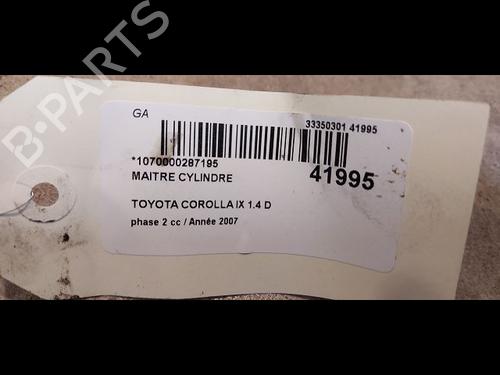 GA
33350301 41995
*1070000287195
MAITRE CYLINDRE
41995
TOYOTA COROLLA IX 1.4 D
phase 2 cc / Année 2007
B-PARTS